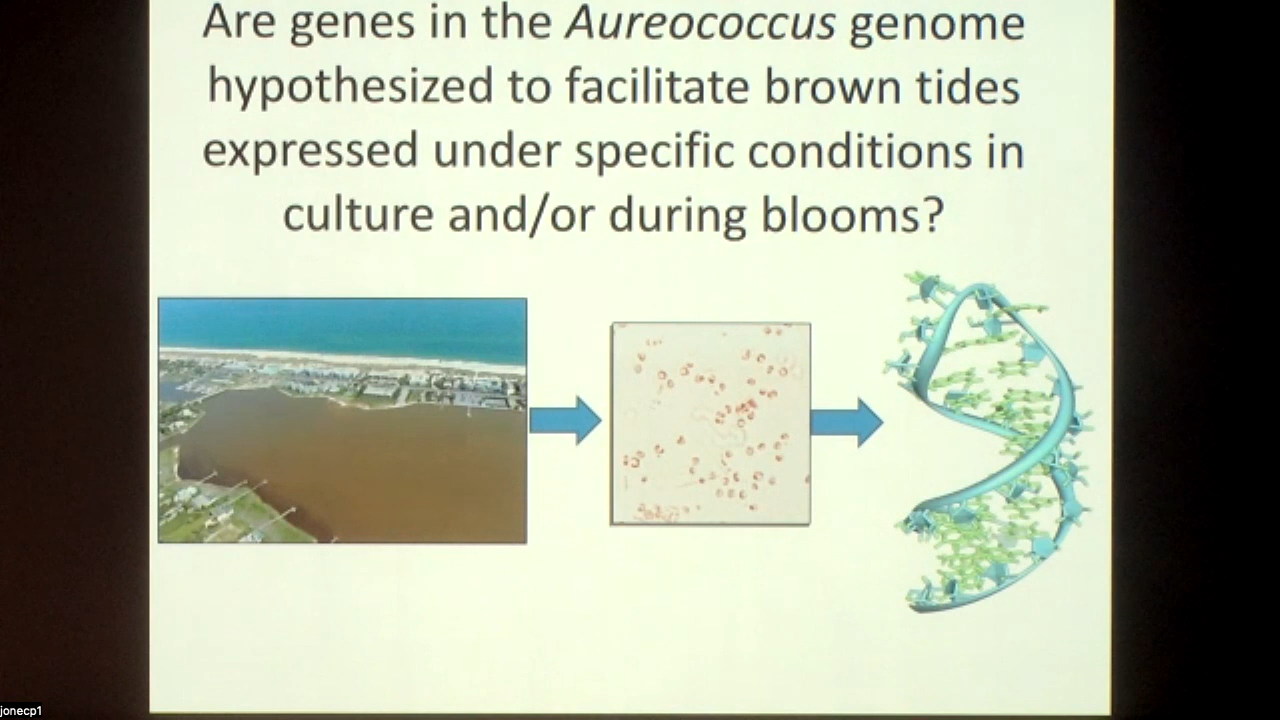 Are genes in the Aureococcus genome
hypothesized to facilitate brown tides
expressed under specific conditions in
culture and/or during blooms?
jonecp1